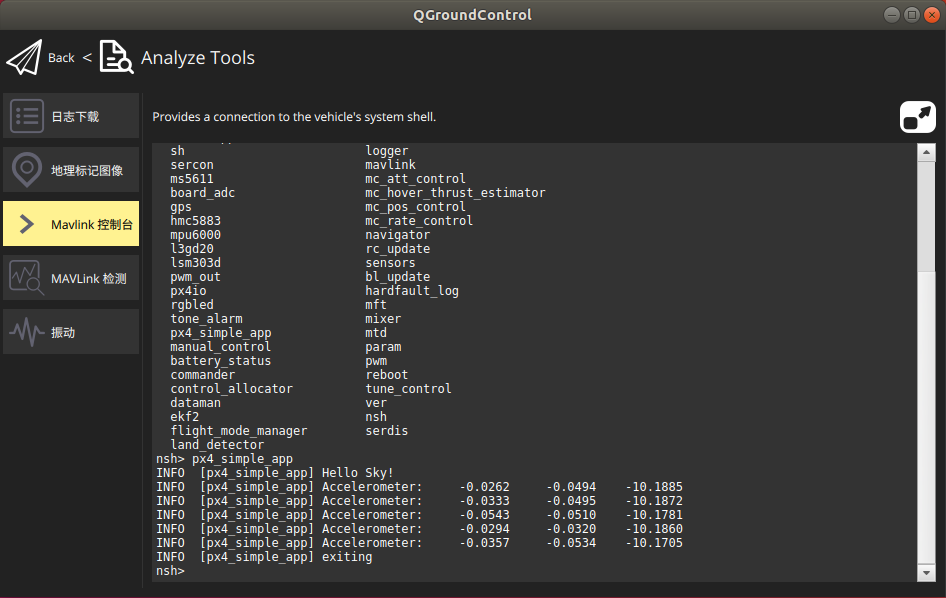 QGroundControl
Back < Analyze Tools
日志下载
地理标记图像
Mavlink 控制台
MAVLink 检测
振动
Provides a connection to the vehicle's system shell.
sh logger
sercon mavlink
ms5611 mc_att_control
board_adc mc_hover_thrust_estimator
gps mc_pos_control
hmc5883 mc_rate_control
mpu6000 navigator
l3gd20 rc_update
lsm303d sensors
pwm_out bl_update
px4io hardfault_log
rgbled mft
tone_alarm mixer
px4_simple_app mtd
manual_control param
battery_status pwm
commander reboot
control_allocator tune_control
dataman ver
ekf2 nsh
flight_mode_manager serdis
land_detector
nsh> px4_simple_app
INFO [px4_simple_app] Hello Sky!
INFO [px4_simple_app] Accelerometer: -0.0262 -0.0494 -10.1885
INFO [px4_simple_app] Accelerometer: -0.0333 -0.0495 -10.1872
INFO [px4_simple_app] Accelerometer: -0.0543 -0.0510 -10.1781
INFO [px4_simple_app] Accelerometer: -0.0294 -0.0320 -10.1860
INFO [px4_simple_app] Accelerometer: -0.0357 -0.0534 -10.1705
INFO [px4_simple_app] exiting
nsh>